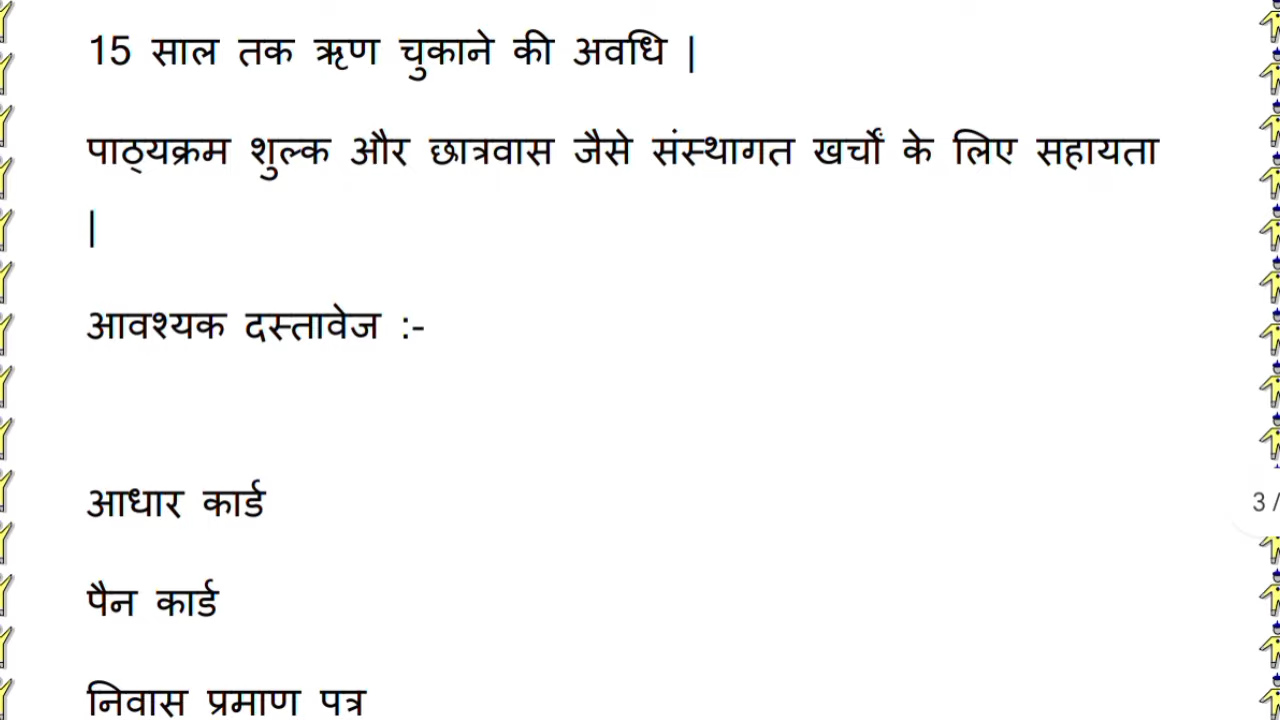 15 साल तक ऋण चुकाने की अवधि |
पाठ्यक्रम शुल्क और छात्रवास जैसे संस्थागत खर्चों के लिए सहायता
|
आवश्यक दस्तावेज :-
आधार कार्ड
3 /
पैन कार्ड
निवास प्रमाण पत्र